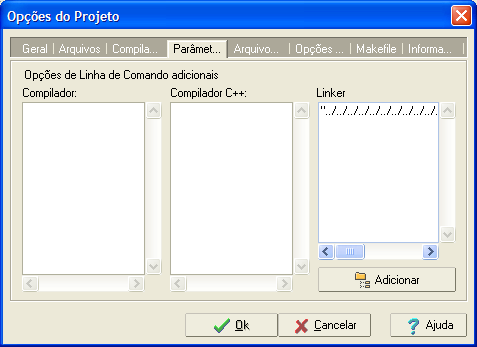 Opções do Projeto
Geral Arquivos Compila... Parâmet... Arquivo... Opções ... Makefile Informa...
Opções de Linha de Comando adicionais
Compilador: Compilador C++: Linker
"../../../../../../../../../../.
Adicionar
Ok Cancelar Ajuda